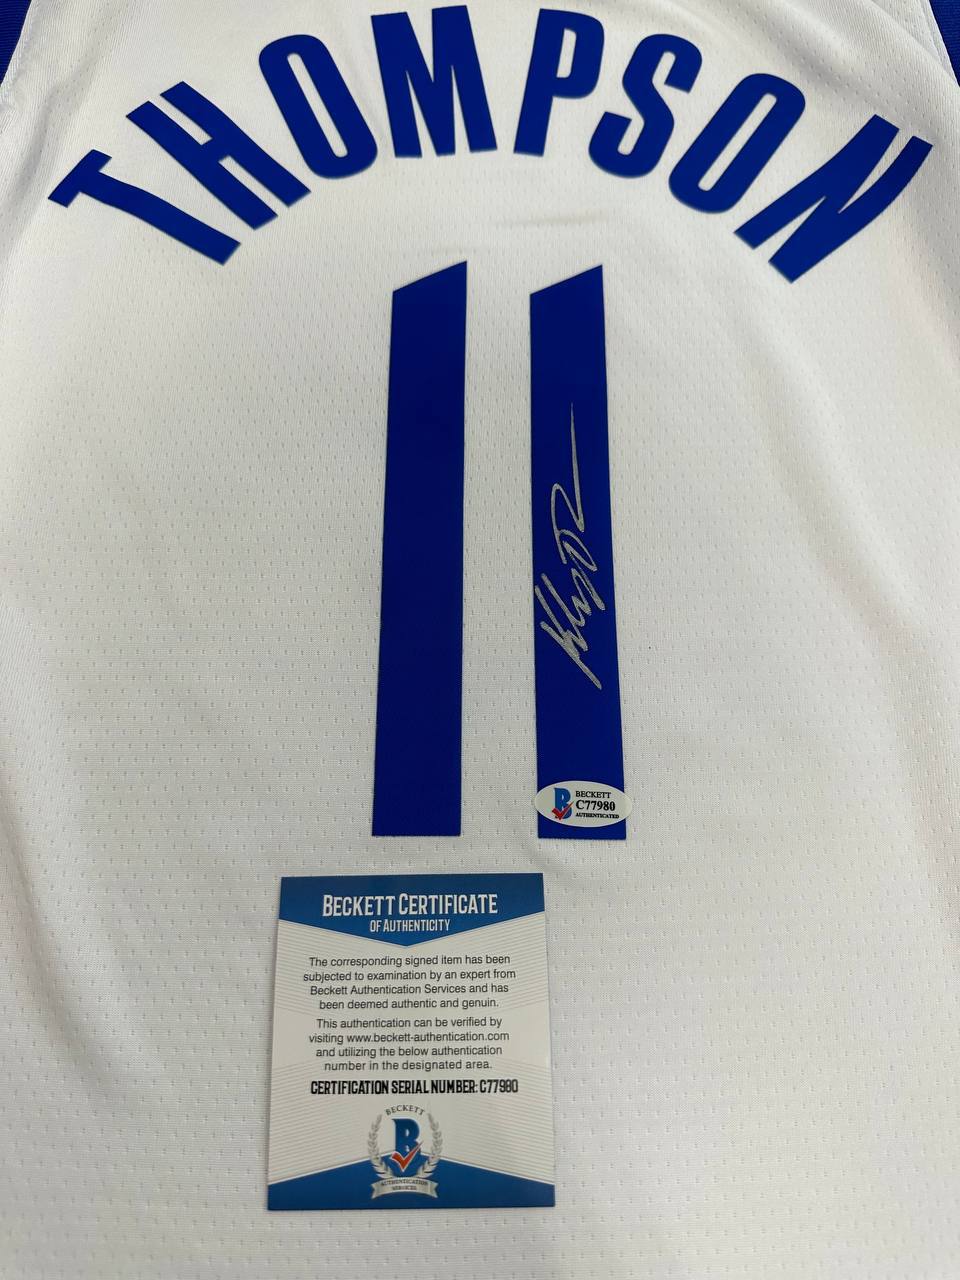 THOMPSON
11
Klay T
BECKETT
C77980
AUTHENTICATED
BECKETT CERTIFICATE
OF AUTHENTICITY
The corresponding signed item has been
subjected to examination by an expert from
Beckett Authentication Services and has
been deemed authentic and genuin.
This authentication can be verified by
visiting www.beckett-authentication.com
and utilizing the below authentication
number in the designated area.
CERTIFICATION SERIAL NUMBER: C77980
BECKETT
B
AUTHENTICATION
SERVICES